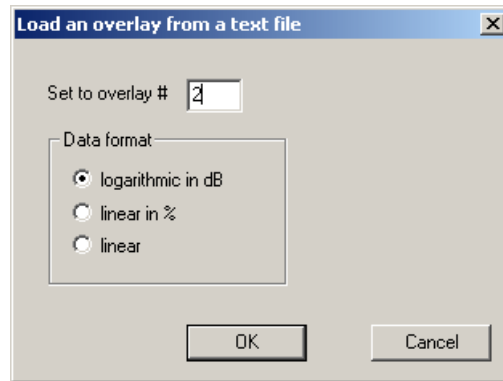 Load an overlay from a text file
Set to overlay # 2
Data format
logarithmic in dB
linear in %
linear
OK Cancel